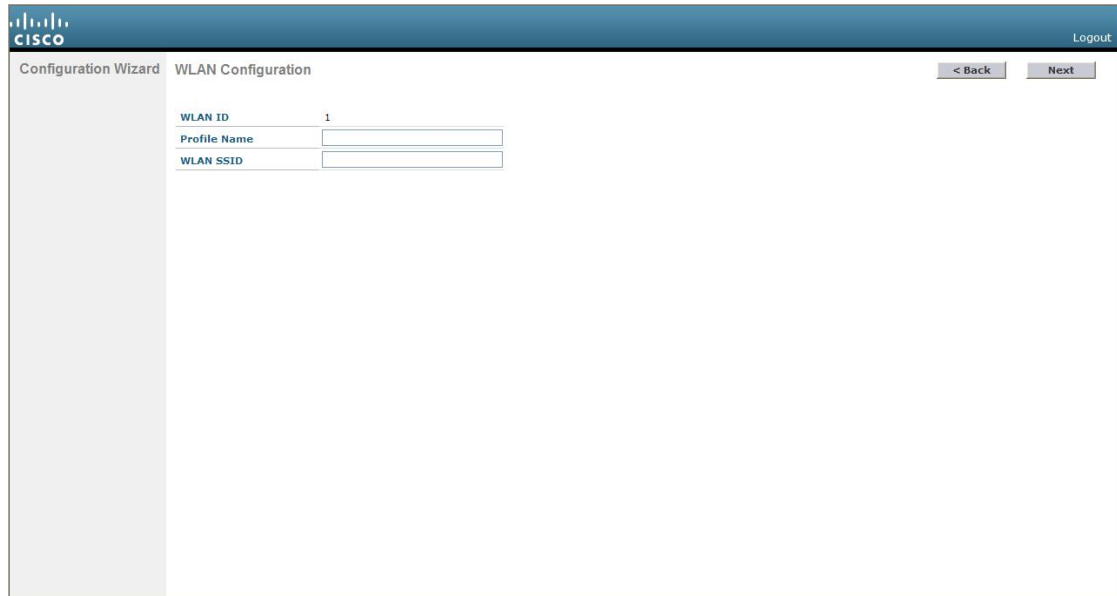 CISCO
Logout
Configuration Wizard
WLAN Configuration
< Back
Next
WLAN ID 1
Profile Name
WLAN SSID